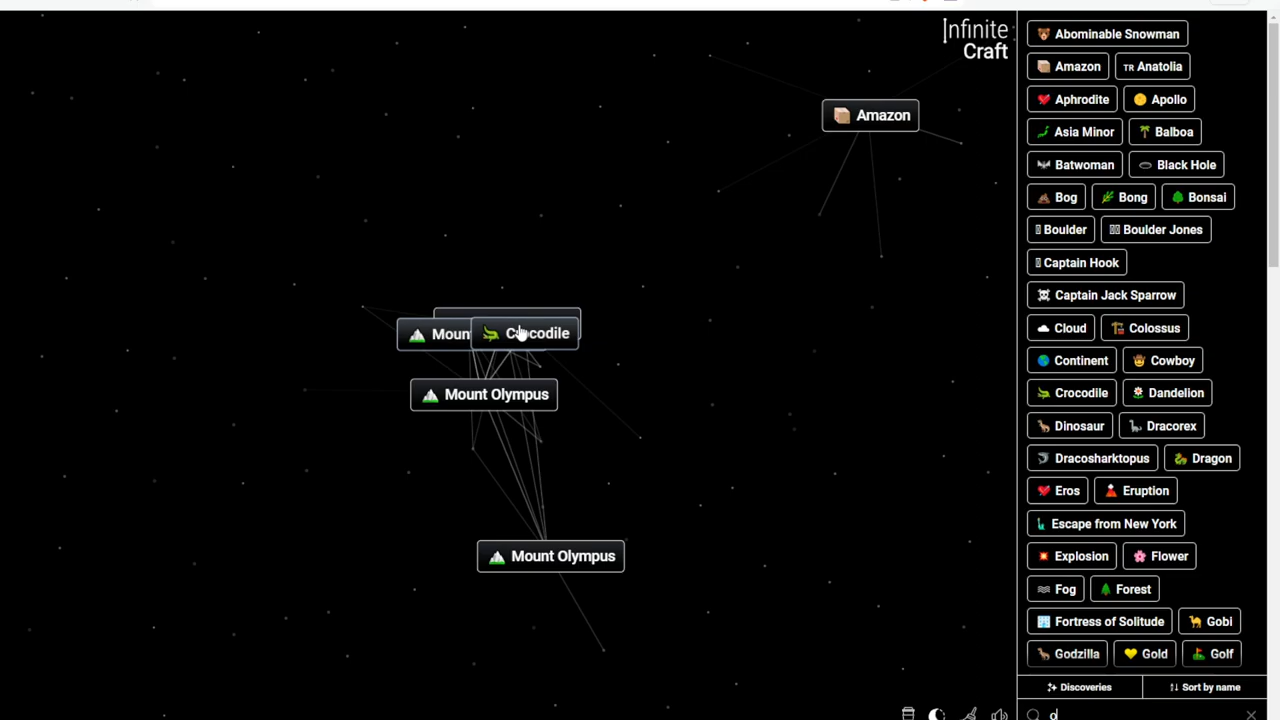 Infinite
Craft
Amazon
Moun
Crocodile
Mount Olympus
Mount Olympus
Abominable Snowman
Amazon
TR Anatolia
Aphrodite
Apollo
Asia Minor
Balboa
Batwoman
Black Hole
Bog
Bong
Bonsai
Boulder
Boulder Jones
Captain Hook
Captain Jack Sparrow
Cloud
Colossus
Continent
Cowboy
Crocodile
Dandelion
Dinosaur
Dracorex
Dracosharktopus
Dragon
Eros
Eruption
Escape from New York
Explosion
Flower
Fog
Forest
Fortress of Solitude
Gobi
Godzilla
Gold
Golf
Discoveries
Sort by name
o